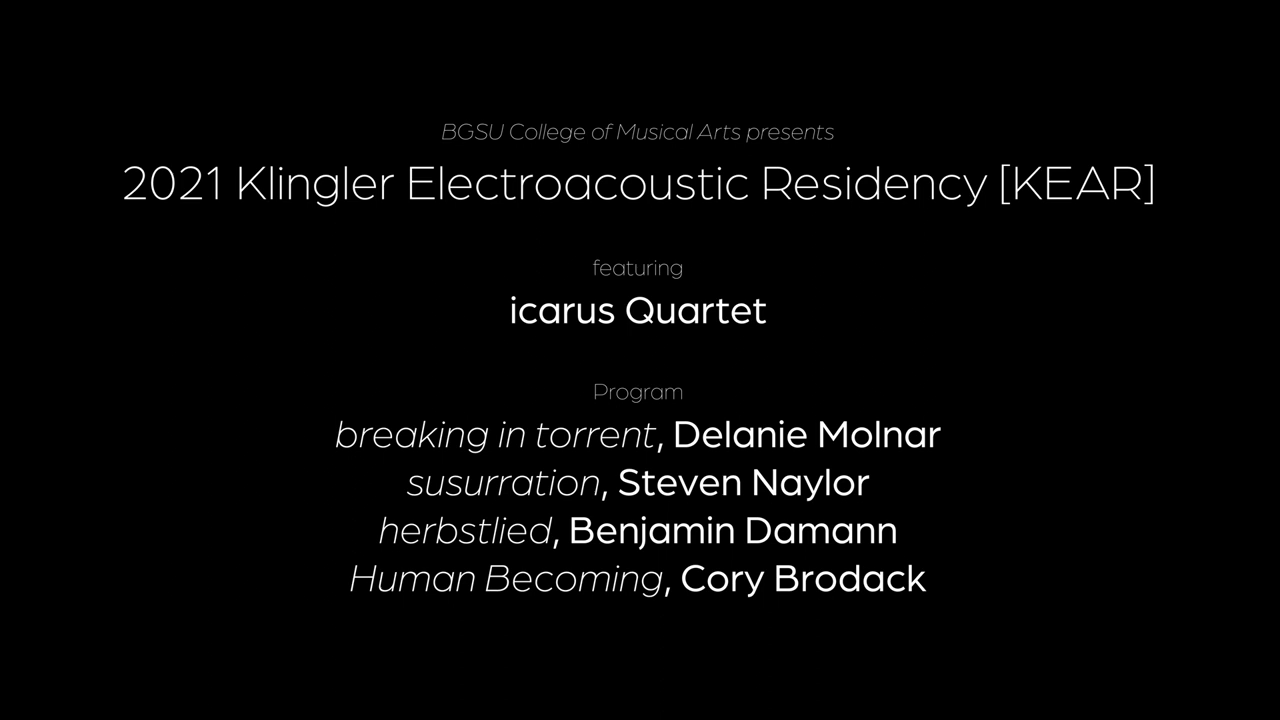 BGSU College of Musical Arts presents
2021 Klingler Electroacoustic Residency [KEAR]
featuring
icarus Quartet
Program
breaking in torrent, Delanie Molnar
susurration, Steven Naylor
herbstlied, Benjamin Damann
Human Becoming, Cory Brodack